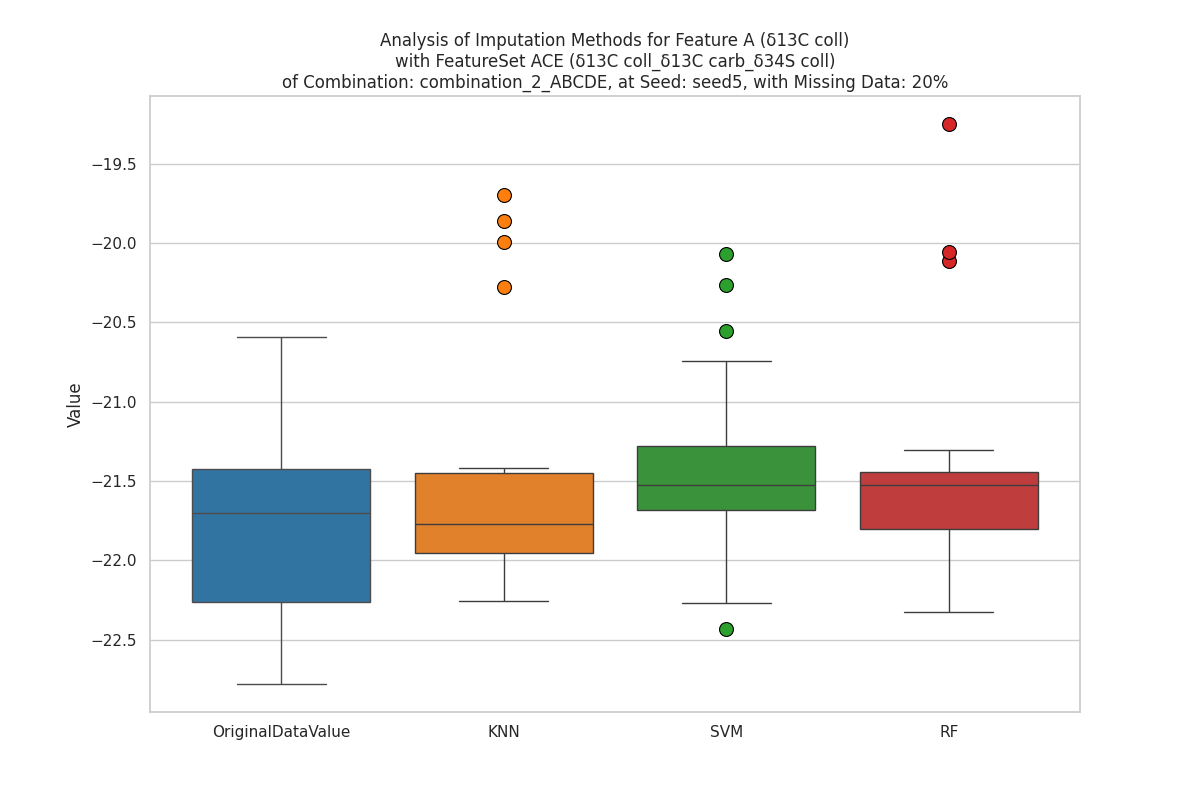 Analysis of Imputation Methods for Feature A (δ13C coll)
with FeatureSet ACE (δ13C coll_δ13C carb_δ34S coll)
of Combination: combination_2_ABCDE, at Seed: seed5, with Missing Data: 20%
−19.5
−20.0
−20.5
−21.0
−21.5
−22.0
−22.5
Value
OriginalDataValue
KNN
SVM
RF